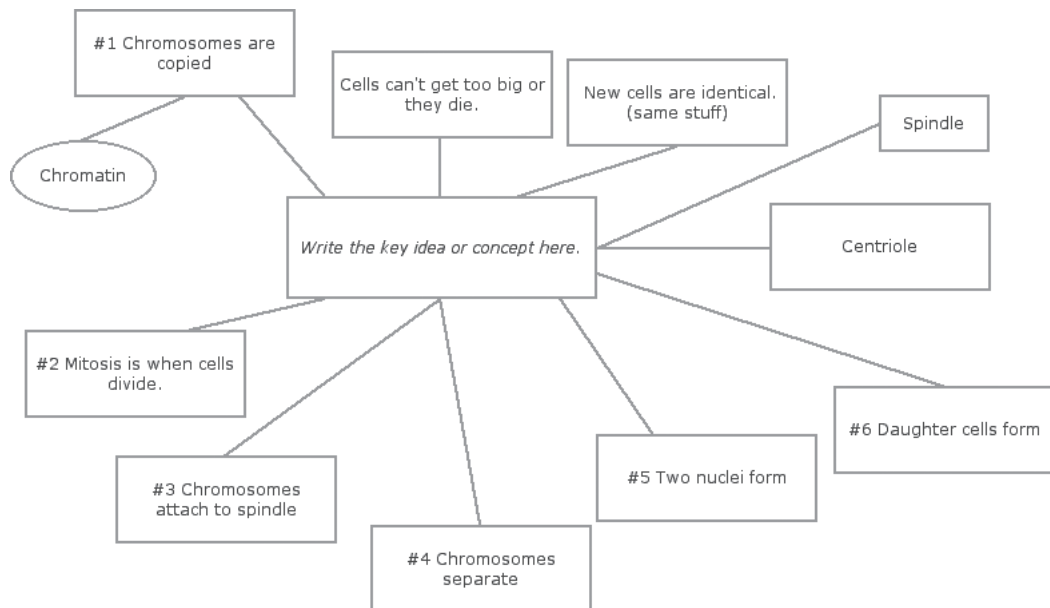 #1 Chromosomes are
copied
Cells can't get too big or
they die.
New cells are identical.
(same stuff)
Spindle
Chromatin
Write the key idea or concept here.
Centriole
#2 Mitosis is when cells
divide.
#6 Daughter cells form
#3 Chromosomes
attach to spindle
#5 Two nuclei form
#4 Chromosomes
separate